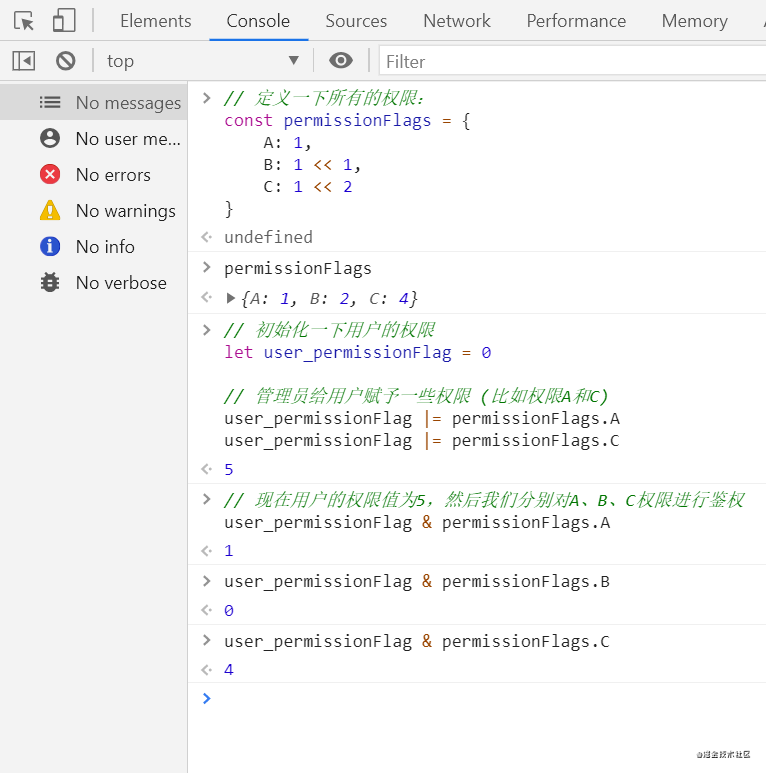 Elements Console Sources Network Performance Memory
top Filter
No messages
No user me...
No errors
No warnings
No info
No verbose
// 定义一下所有的权限：
const permissionFlags = {
    A: 1,
    B: 1 << 1,
    C: 1 << 2
}
undefined
permissionFlags
{A: 1, B: 2, C: 4}
// 初始化一下用户的权限
let user_permissionFlag = 0
// 管理员给用户赋予一些权限 (比如权限A和C)
user_permissionFlag |= permissionFlags.A
user_permissionFlag |= permissionFlags.C
5
// 现在用户的权限值为5，然后我们分别对A、B、C权限进行鉴权
user_permissionFlag & permissionFlags.A
1
user_permissionFlag & permissionFlags.B
0
user_permissionFlag & permissionFlags.C
4
@掘金技术社区